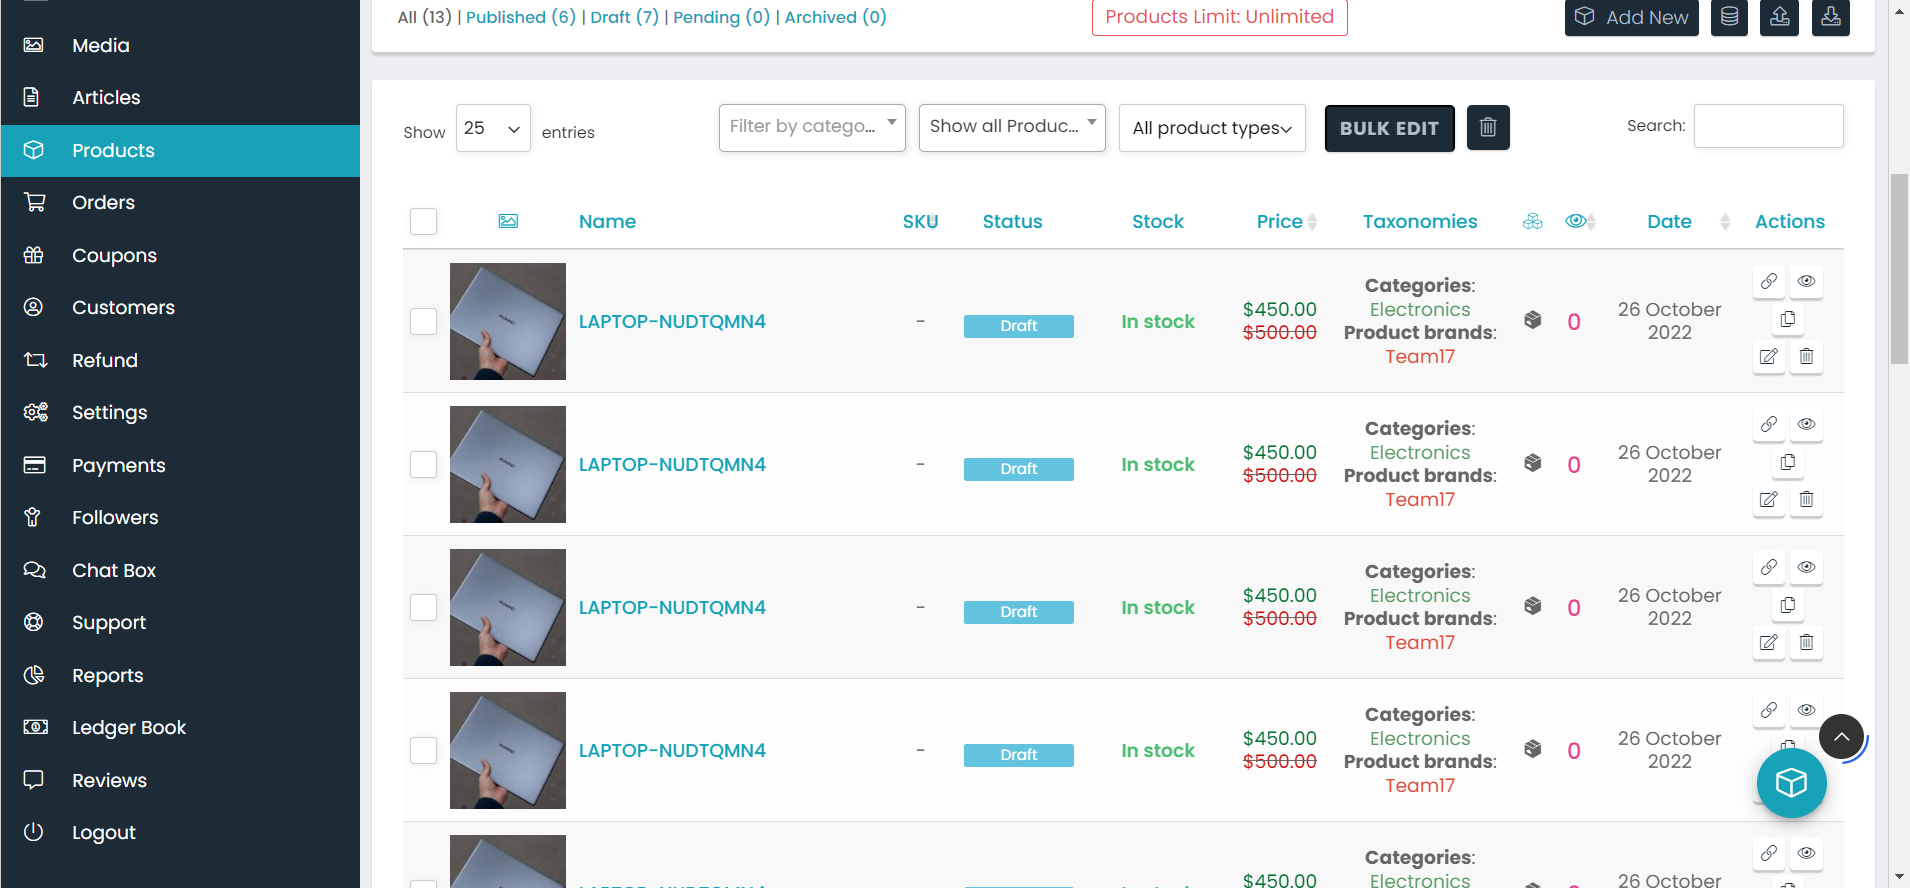 All (13) | Published (6) | Draft (7) | Pending (0) | Archived (0)
Products Limit: Unlimited
Add New
Media
Articles
Products
Orders
Coupons
Customers
Refund
Settings
Payments
Followers
Chat Box
Support
Reports
Ledger Book
Reviews
Logout
Show 25 entries
Filter by catego...
Show all Produc...
All product types
BULK EDIT
Search:
Name SKU Status Stock Price Taxonomies Date Actions
LAPTOP-NUDTQMN4 - Draft In stock
$450.00
$500.00
Categories:
Electronics
Product brands:
Team17
0
26 October
2022
LAPTOP-NUDTQMN4 - Draft In stock
$450.00
$500.00
Categories:
Electronics
Product brands:
Team17
0
26 October
2022
LAPTOP-NUDTQMN4 - Draft In stock
$450.00
$500.00
Categories:
Electronics
Product brands:
Team17
0
26 October
2022
LAPTOP-NUDTQMN4 - Draft In stock
$450.00
$500.00
Categories:
Electronics
Product brands:
Team17
0
26 October
2022
$450.00
Categories:
Electronics
26 October